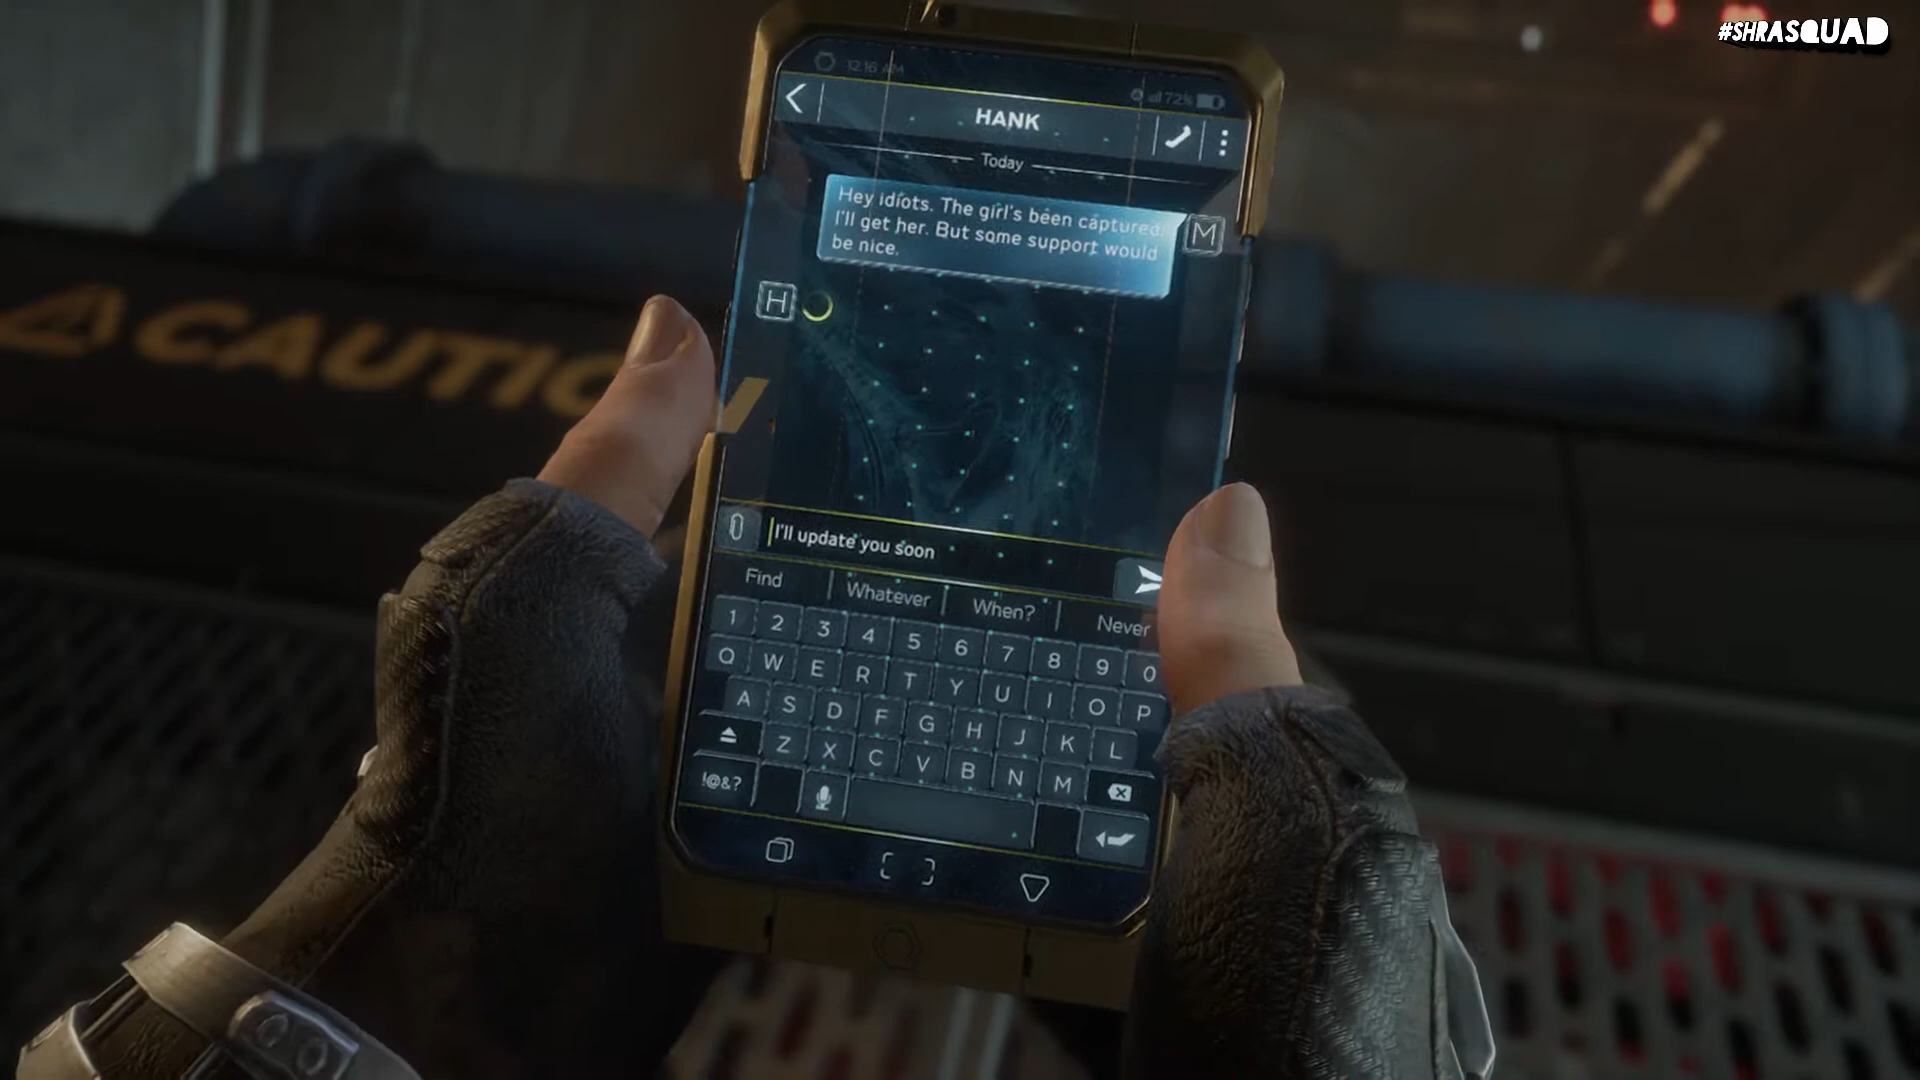 #SHRASQUAD
12:16 AM
72%
HANK
Today
Hey idiots. The girl's been captured.
I'll get her. But some support would
be nice.
M
H
CAUTIO
I'll update you soon
Find Whatever When? Never
1 2 3 4 5 6 7 8 9 0
Q W E R T Y U I O P
A S D F G H J K L
Z X C V B N M
!@&?